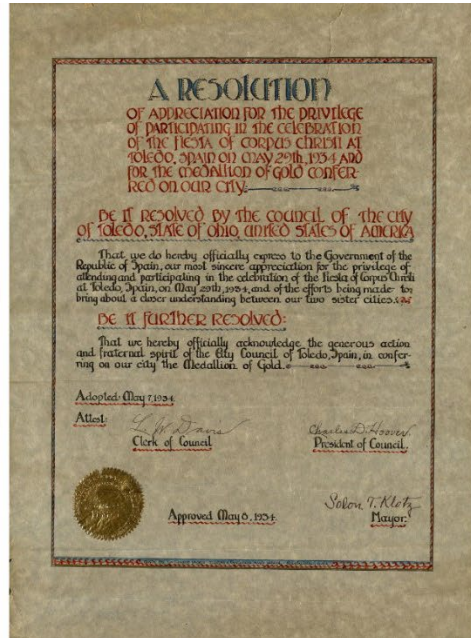 A RESOLUTION
OF APPRECIATION FOR THE PRIVILEGE
OF PARTICIPATING IN THE CELEBRATION
OF THE FIESTA OF CORPUS CHRISTI AT
TOLEDO, SPAIN ON MAY 29th, 1934 AND
FOR THE MEDALLION OF GOLD CONFER-
RED ON OUR CITY.
BE IT RESOLVED BY THE COUNCIL OF THE CITY
OF TOLEDO, STATE OF OHIO, UNITED STATES OF AMERICA
That we do hereby officially express to the Government of the
Republic of Spain, our most sincere appreciation for the privilege of
attending and participating in the celebration of the Fiesta of Corpus Christi
at Toledo, Spain, on May 29th, 1934, and of the efforts being made to
bring about a closer understanding between our two sister cities.
BE IT FURTHER RESOLVED:
That we hereby officially acknowledge the generous action
and fraternal spirit of the City Council of Toledo, Spain, in confer-
ring on our city the Medallion of Gold.
Adopted: May 7, 1934.
Attest:
L. W. Davis
Clerk of Council
Charles D. Hoover
President of Council.
Approved May 8, 1934.
Solon T. Klotz
Mayor.